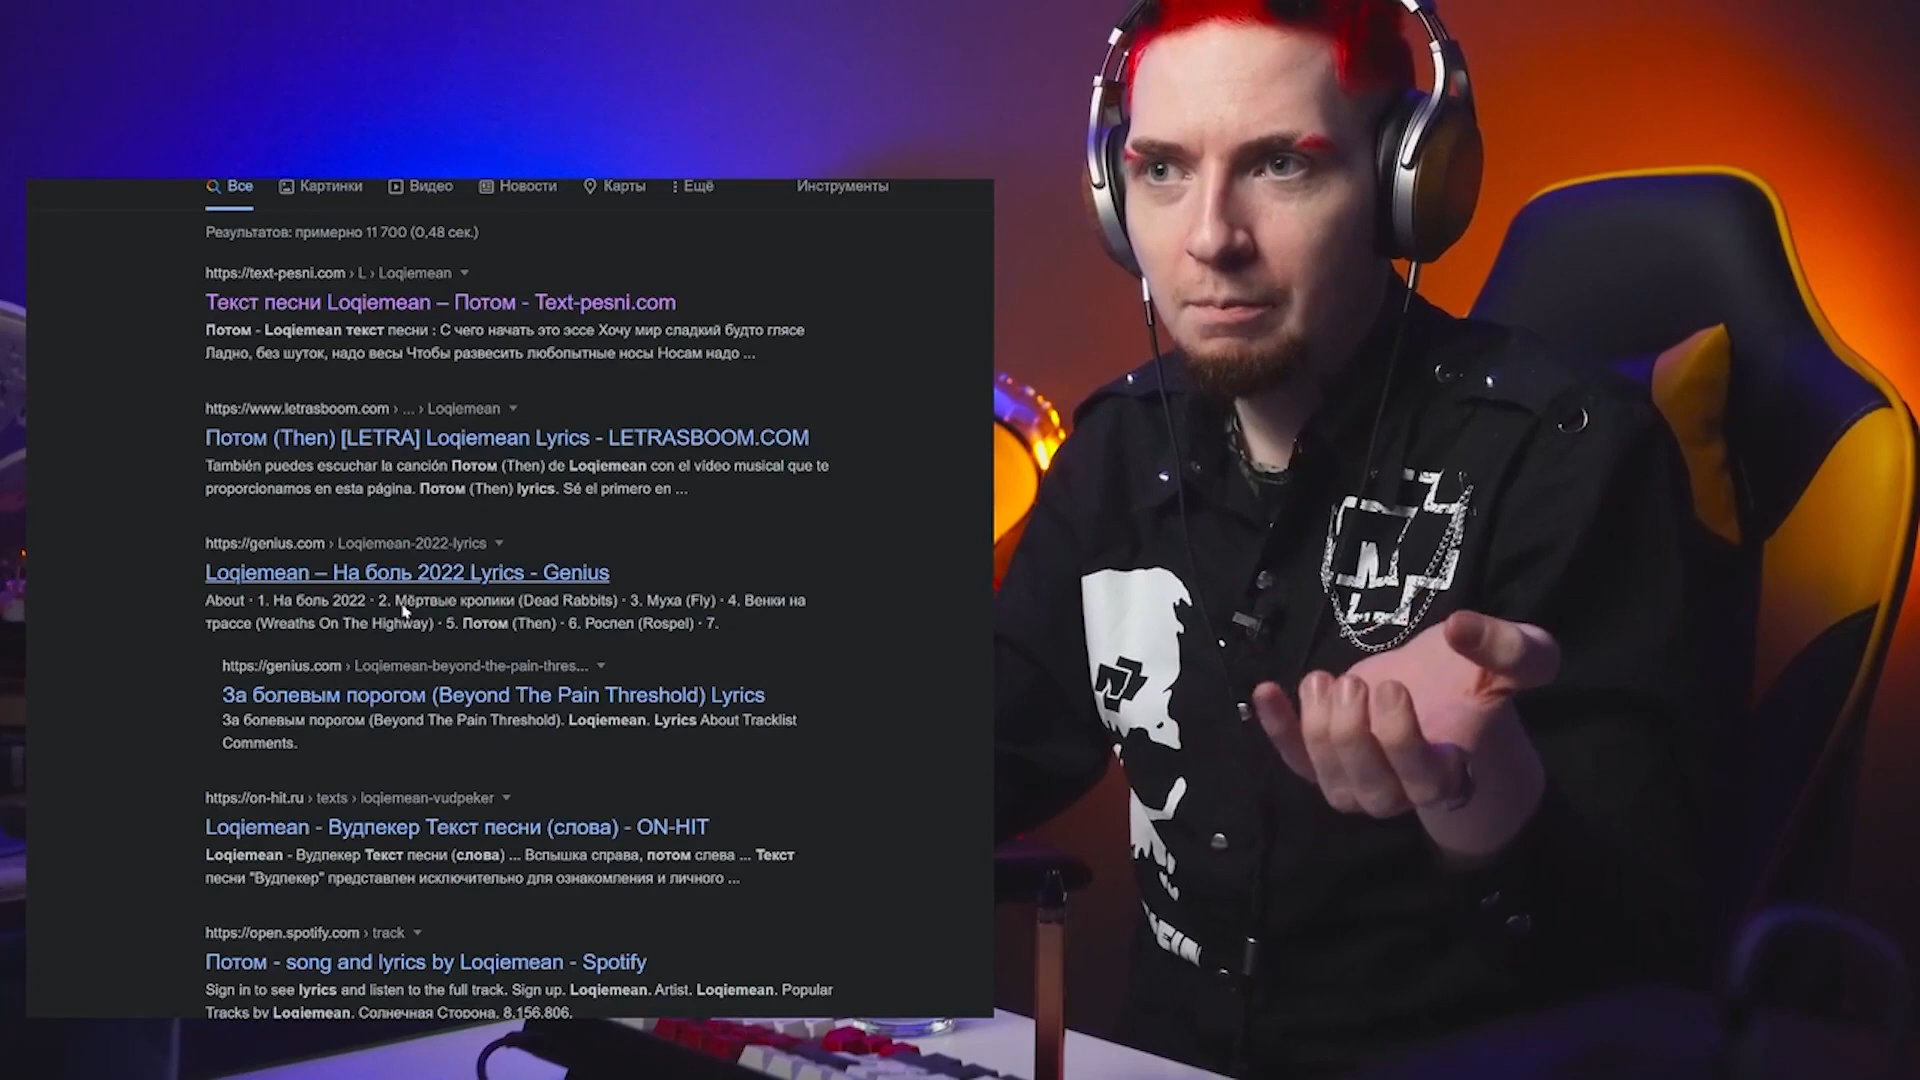 Все Картинки Видео Новости Карты Ещё Инструменты
Результатов: примерно 11 700 (0,48 сек.)
https://text-pesni.com › L › Loqiemean
Текст песни Loqiemean – Потом - Text-pesni.com
Потом - Loqiemean текст песни : С чего начать это эссе Хочу мир сладкий будто глясе
Ладно, без шуток, надо весы Чтобы развесить любопытные носы Носам надо ...
https://www.letrasboom.com › ... › Loqiemean
Потом (Then) [LETRA] Loqiemean Lyrics - LETRASBOOM.COM
También puedes escuchar la canción Потом (Then) de Loqiemean con el vídeo musical que te
proporcionamos en esta página. Потом (Then) lyrics. Sé el primero en ...
https://genius.com › Loqiemean-2022-lyrics
Loqiemean – На боль 2022 Lyrics - Genius
About · 1. На боль 2022 · 2. Мёртвые кролики (Dead Rabbits) · 3. Муха (Fly) · 4. Венки на
трассе (Wreaths On The Highway) · 5. Потом (Then) · 6. Роспел (Rospel) · 7.
https://genius.com › Loqiemean-beyond-the-pain-thres...
За болевым порогом (Beyond The Pain Threshold) Lyrics
За болевым порогом (Beyond The Pain Threshold). Loqiemean. Lyrics About Tracklist
Comments.
https://on-hit.ru › texts › loqiemean-vudpeker
Loqiemean - Вудпекер Текст песни (слова) - ON-HIT
Loqiemean - Вудпекер Текст песни (слова) ... Вспышка справа, потом слева ... Текст
песни "Вудпекер" представлен исключительно для ознакомления и личного ...
https://open.spotify.com › track
Потом - song and lyrics by Loqiemean - Spotify
Sign in to see lyrics and listen to the full track. Sign up. Loqiemean. Artist. Loqiemean. Popular
Tracks by Loqiemean. Солнечная Сторона. 8,156,806.